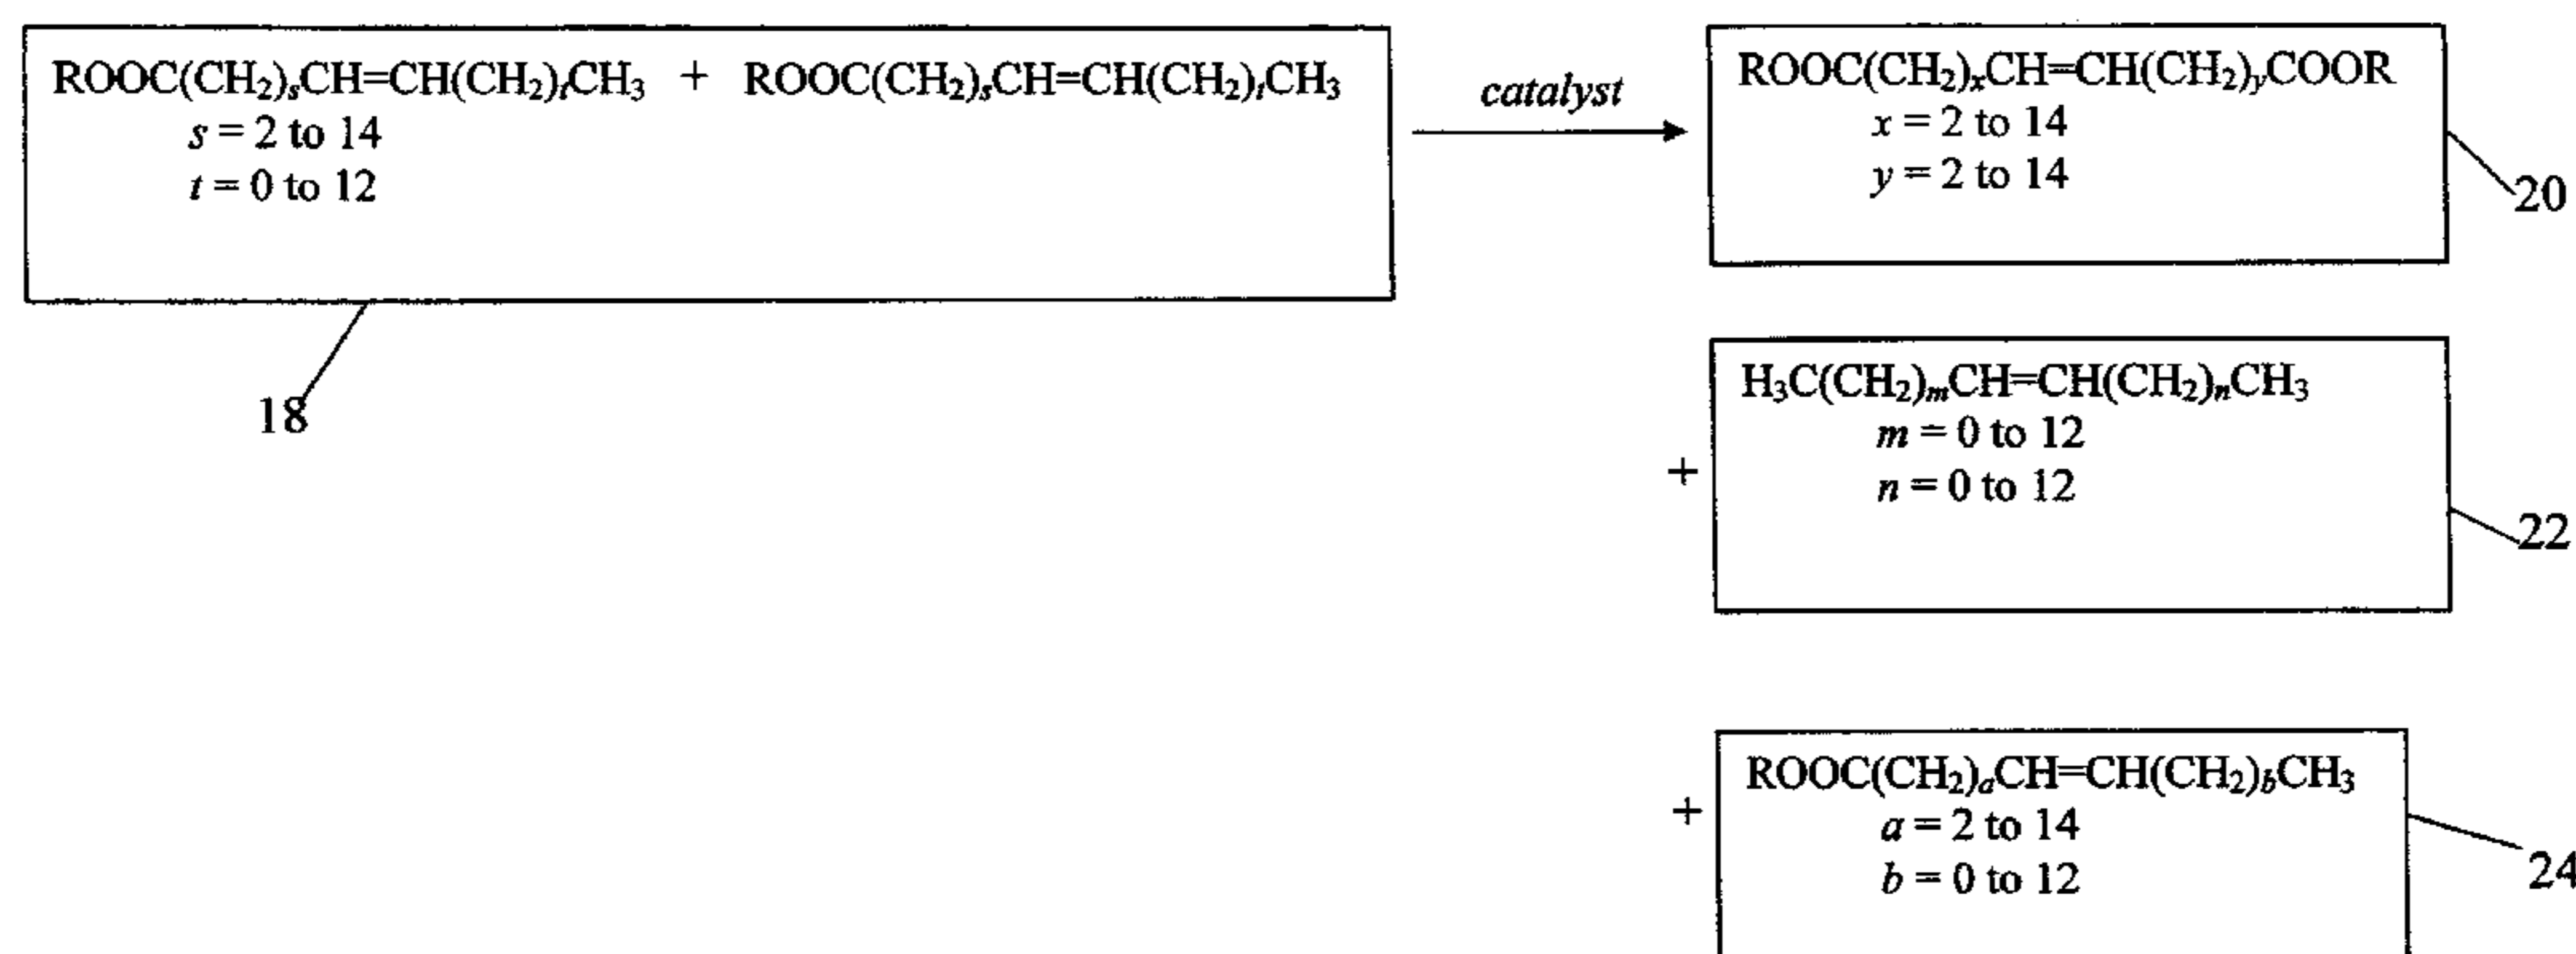 ROOC(CH₂)ₛCH=CH(CH₂)ₜCH₃ + ROOC(CH₂)ₛCH=CH(CH₂)ₜCH₃
s = 2 to 14
t = 0 to 12
18
catalyst
ROOC(CH₂)ₓCH=CH(CH₂)yCOOR
x = 2 to 14
y = 2 to 14
20
+
H₃C(CH₂)ₘCH=CH(CH₂)ₙCH₃
m = 0 to 12
n = 0 to 12
22
+
ROOC(CH₂)ₐCH=CH(CH₂)bCH₃
a = 2 to 14
b = 0 to 12
24